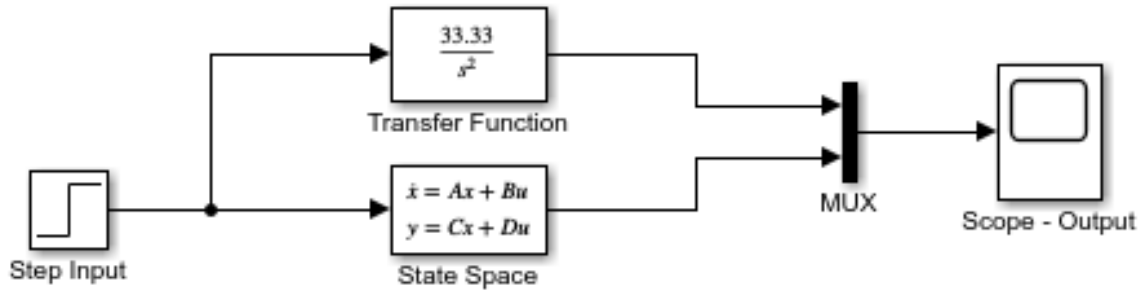 33.33
s²
Transfer Function
ẋ = Ax + Bu
y = Cx + Du
State Space
Step Input
MUX
Scope - Output